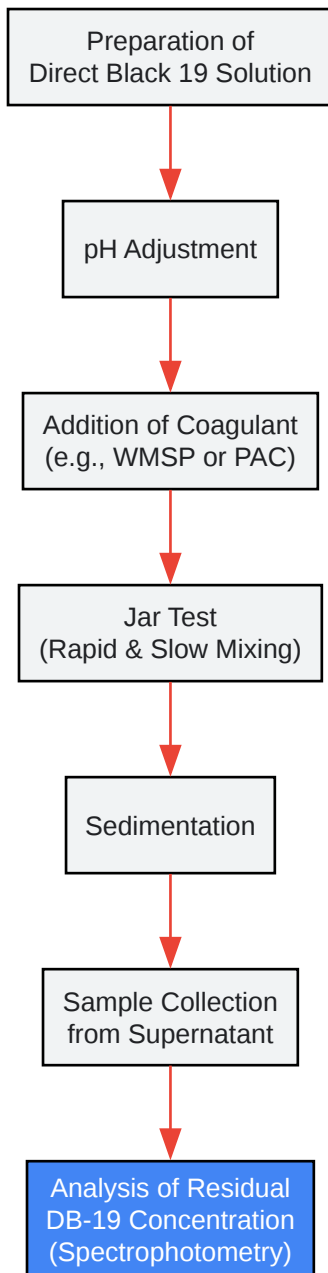 Preparation of
Direct Black 19 Solution
pH Adjustment
Addition of Coagulant
(e.g., WMSP or PAC)
Jar Test
(Rapid & Slow Mixing)
Sedimentation
Sample Collection
from Supernatant
Analysis of Residual
DB-19 Concentration
(Spectrophotometry)